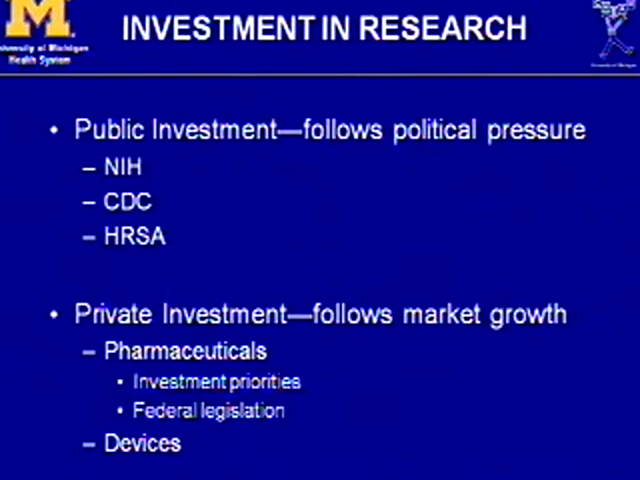 INVESTMENT IN RESEARCH
M
University of Michigan
Health System
• Public Investment—follows political pressure
– NIH
– CDC
– HRSA
• Private Investment—follows market growth
– Pharmaceuticals
• Investment priorities
• Federal legislation
– Devices